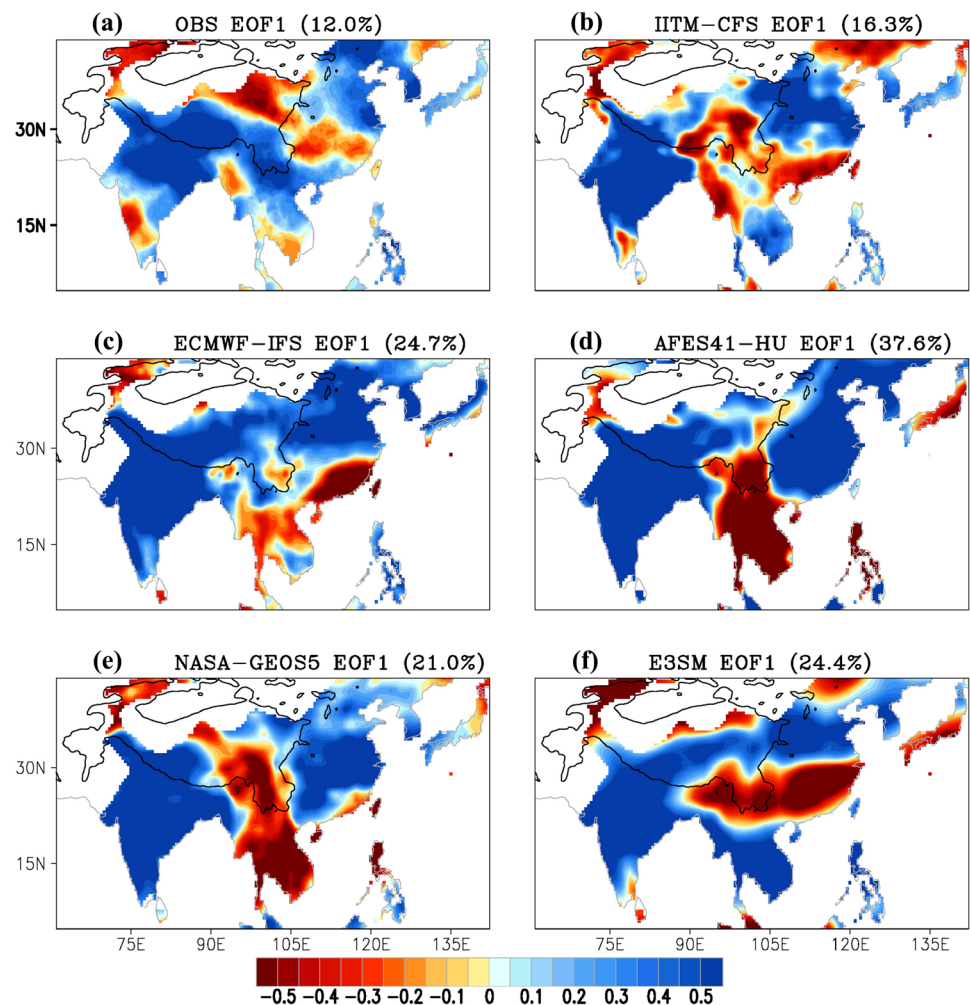 (a) OBS EOF1 (12.0%)
(b) IITM-CFS EOF1 (16.3%)
30N
15N
(c) ECMWF-IFS EOF1 (24.7%)
(d) AFES41-HU EOF1 (37.6%)
30N
15N
(e) NASA-GEOS5 EOF1 (21.0%)
(f) E3SM EOF1 (24.4%)
30N
15N
75E 90E 105E 120E 135E
75E 90E 105E 120E 135E
-0.5 -0.4 -0.3 -0.2 -0.1 0 0.1 0.2 0.3 0.4 0.5